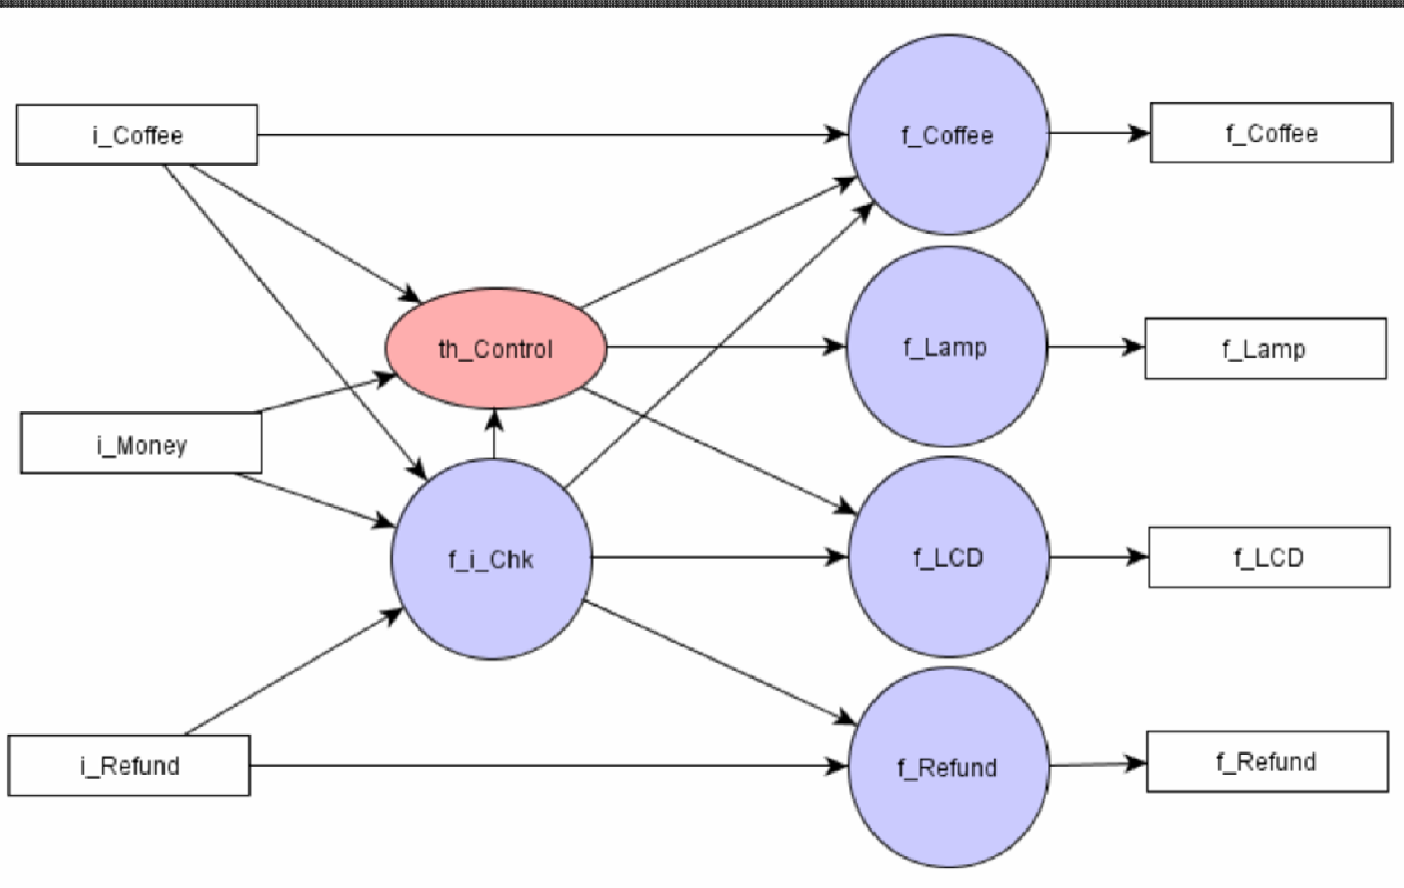 i_Coffee
f_Coffee
f_Coffee
th_Control
f_Lamp
f_Lamp
i_Money
f_i_Chk
f_LCD
f_LCD
i_Refund
f_Refund
f_Refund